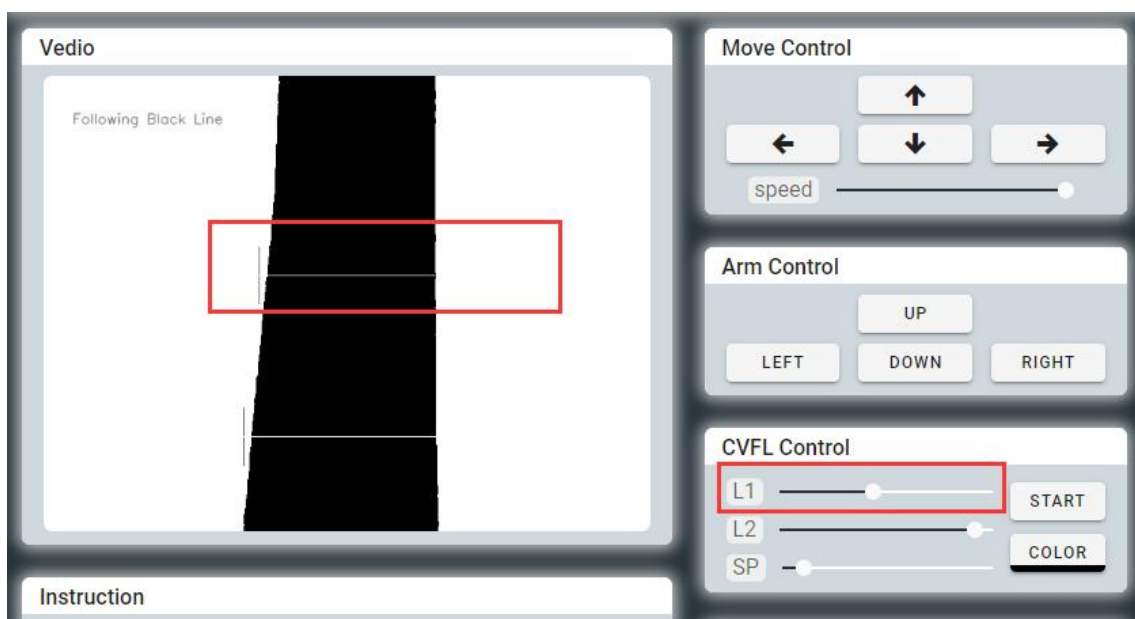 Vedio
Following Black Line
Instruction
Move Control
speed
Arm Control
UP
LEFT
DOWN
RIGHT
CVFL Control
L1
START
L2
COLOR
SP